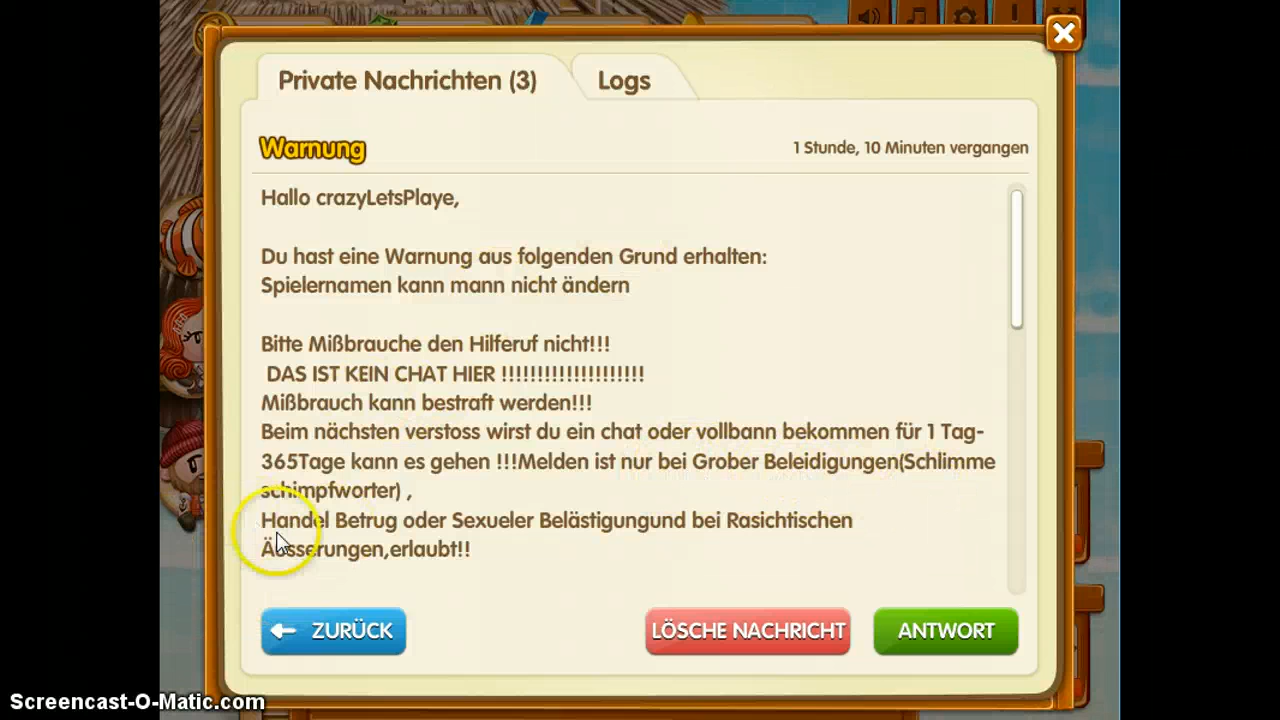 Private Nachrichten (3)
Logs
Warnung
1 Stunde, 10 Minuten vergangen
Hallo crazyLetsPlaye,
Du hast eine Warnung aus folgenden Grund erhalten:
Spielernamen kann mann nicht ändern
Bitte Mißbrauche den Hilferuf nicht!!!
DAS IST KEIN CHAT HIER !!!!!!!!!!!!!!!!!!!!
Mißbrauch kann bestraft werden!!!
Beim nächsten verstoss wirst du ein chat oder vollbann bekommen für 1 Tag-
365Tage kann es gehen !!!Melden ist nur bei Grober Beleidigungen(Schlimme
schimpfworter) ,
Handel Betrug oder Sexueler Belästigungund bei Rasichtischen
Äusserungen,erlaubt!!
ZURÜCK
LÖSCHE NACHRICHT
ANTWORT
Screencast-O-Matic.com